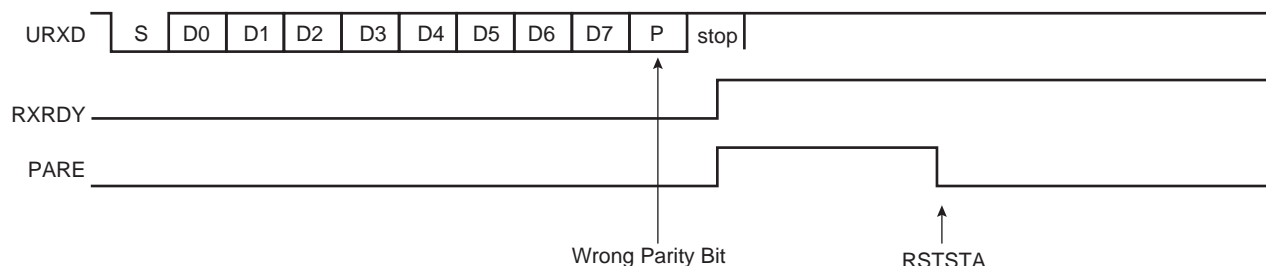 URXD S D0 D1 D2 D3 D4 D5 D6 D7 P stop
RXRDY
PARE
Wrong Parity Bit RSTSTA